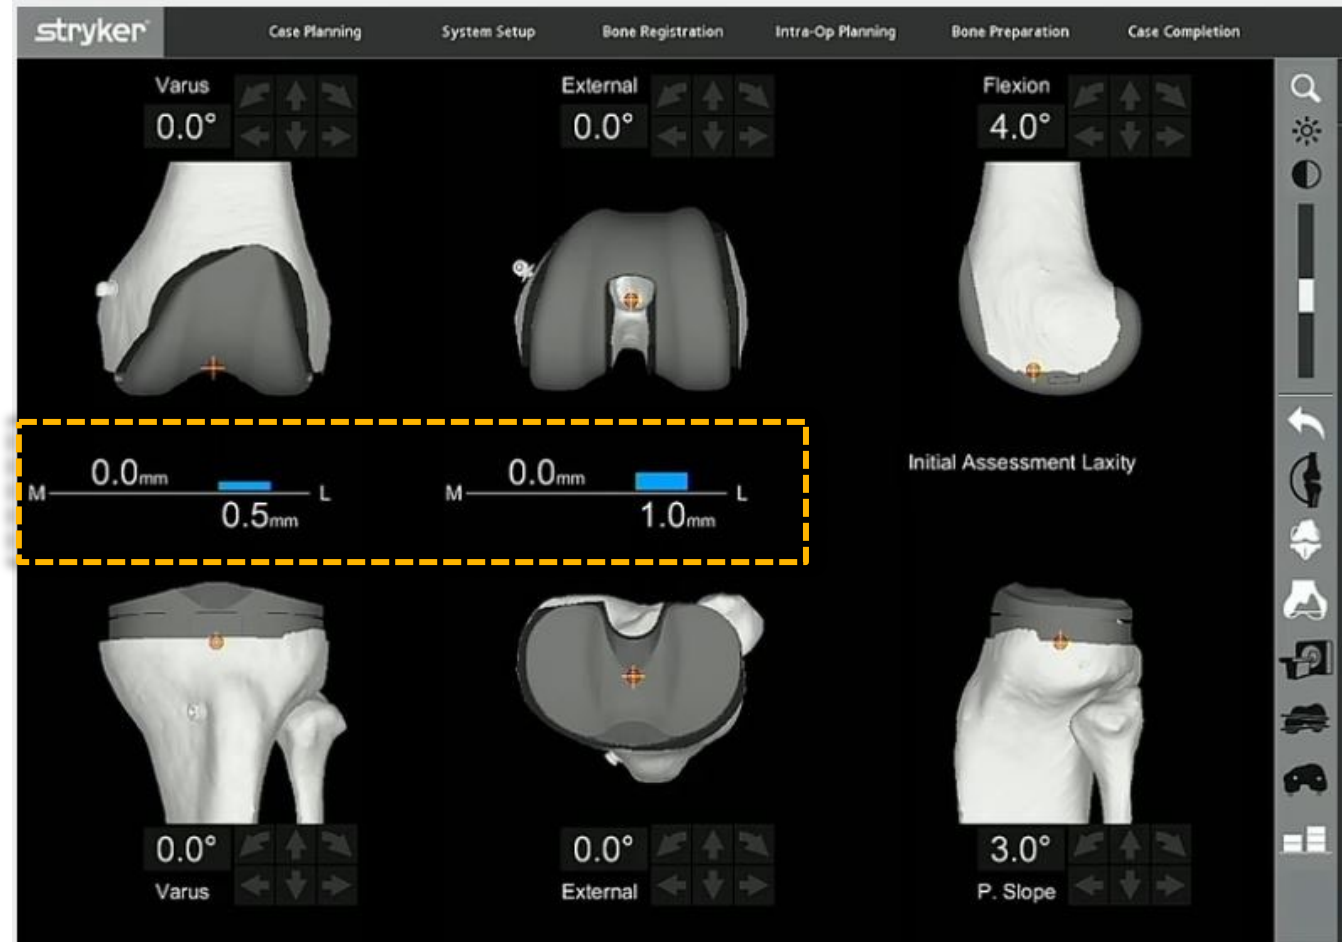 stryker
Case Planning
System Setup
Bone Registration
Intra-Op Planning
Bone Preparation
Case Completion
Varus
0.0°
External
0.0°
Flexion
4.0°
M
0.0mm
L
0.5mm
M
0.0mm
L
1.0mm
Initial Assessment Laxity
0.0°
Varus
0.0°
External
3.0°
P. Slope